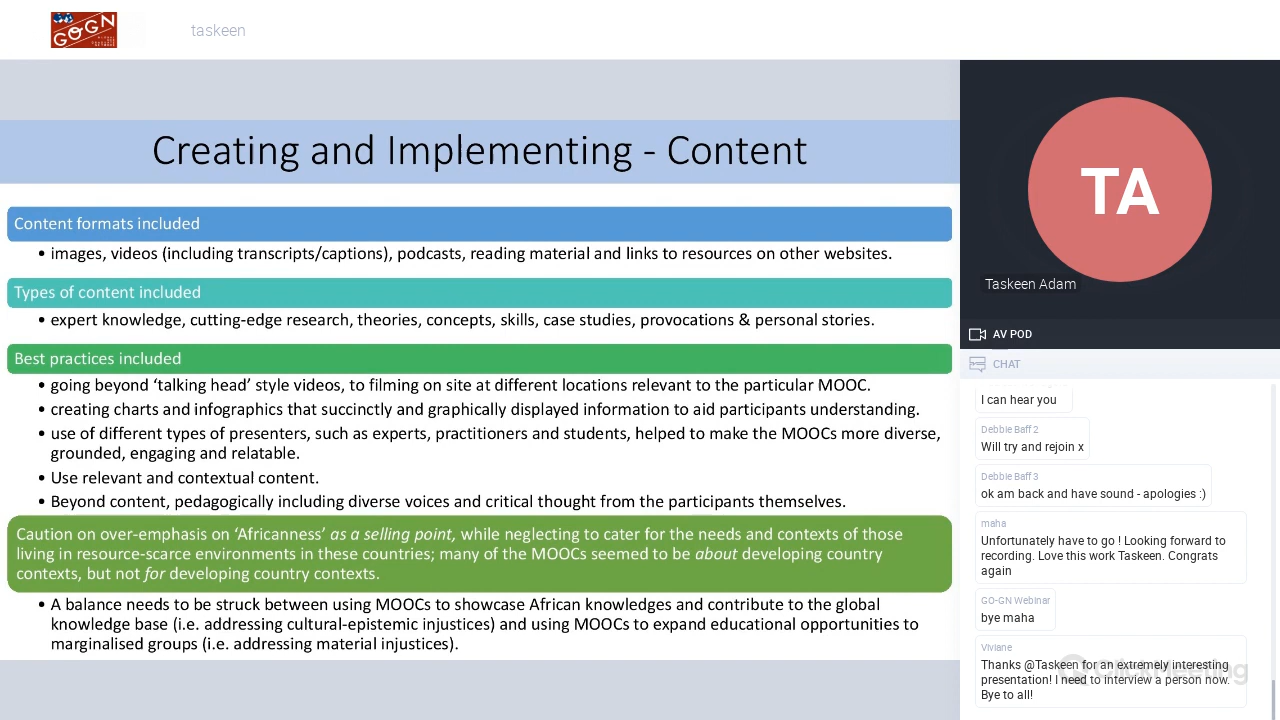 GO-GN
taskeen
Creating and Implementing - Content
Content formats included
• images, videos (including transcripts/captions), podcasts, reading material and links to resources on other websites.
Types of content included
• expert knowledge, cutting-edge research, theories, concepts, skills, case studies, provocations & personal stories.
Best practices included
• going beyond ‘talking head’ style videos, to filming on site at different locations relevant to the particular MOOC.
• creating charts and infographics that succinctly and graphically displayed information to aid participants understanding.
• use of different types of presenters, such as experts, practitioners and students, helped to make the MOOCs more diverse,
grounded, engaging and relatable.
• Use relevant and contextual content.
• Beyond content, pedagogically including diverse voices and critical thought from the participants themselves.
Caution on over-emphasis on ‘Africanness’ as a selling point, while neglecting to cater for the needs and contexts of those
living in resource-scarce environments in these countries; many of the MOOCs seemed to be about developing country
contexts, but not for developing country contexts.
• A balance needs to be struck between using MOOCs to showcase African knowledges and contribute to the global
knowledge base (i.e. addressing cultural-epistemic injustices) and using MOOCs to expand educational opportunities to
marginalised groups (i.e. addressing material injustices).
TA
Taskeen Adam
AV POD
CHAT
I can hear you
Debbie Baff 2
Will try and rejoin x
Debbie Baff 3
ok am back and have sound - apologies :)
maha
Unfortunately have to go ! Looking forward to
recording. Love this work Taskeen. Congrats
again
GO-GN Webinar
bye maha
Viviane
Thanks @Taskeen for an extremely interesting
presentation! I need to interview a person now.
Bye to all!
ClickMeeting